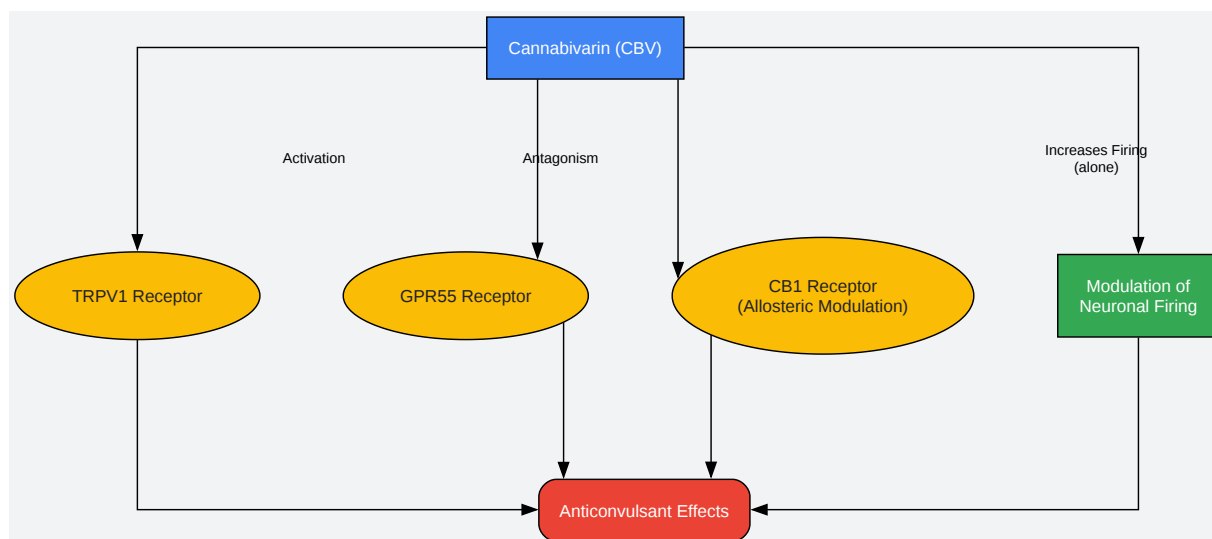 Cannabivarin (CBV)
Activation
Antagonism
Increases Firing
(alone)
TRPV1 Receptor
GPR55 Receptor
CB1 Receptor
(Allosteric Modulation)
Modulation of
Neuronal Firing
Anticonvulsant Effects